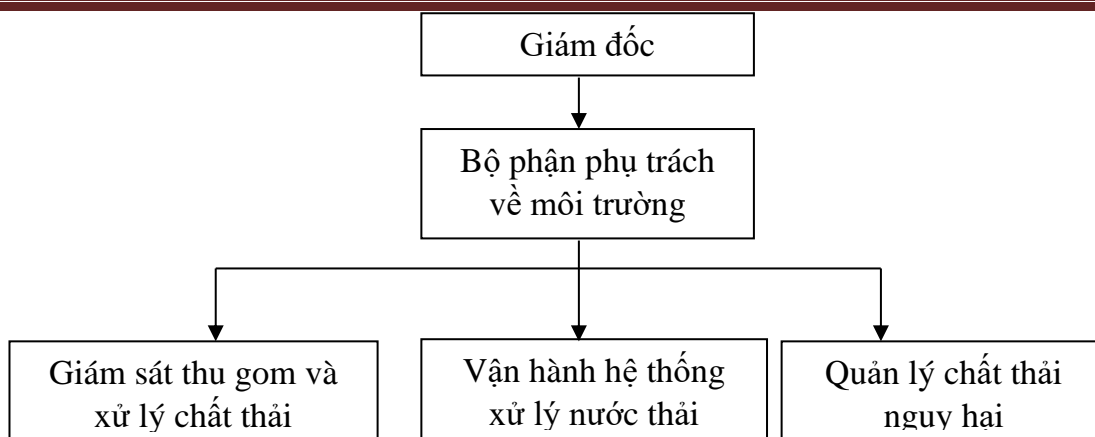 Giám đốc
Bộ phận phụ trách
về môi trường
Giám sát thu gom và
xử lý chất thải
Vận hành hệ thống
xử lý nước thải
Quản lý chất thải
nguy hại